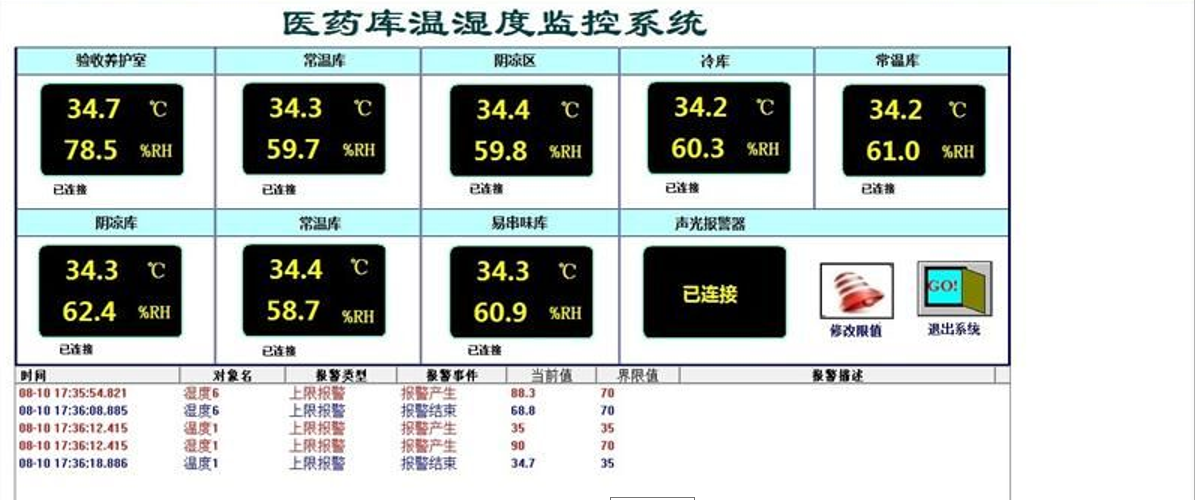 医药库温湿度监控系统
验收养护室 常温库 阴凉区 冷库 常温库
34.7 ℃ 34.3 ℃ 34.4 ℃ 34.2 ℃ 34.2 ℃
78.5 %RH 59.7 %RH 59.8 %RH 60.3 %RH 61.0 %RH
已连接 已连接 已连接 已连接 已连接
阴凉库 常温库 易串味库 声光报警器
34.3 ℃ 34.4 ℃ 34.3 ℃ 已连接 GO!
62.4 %RH 58.7 %RH 60.9 %RH
修改限值 退出系统
已连接 已连接 已连接
时间 对象名 报警类型 报警事件 当前值 界限值 报警描述
08-10 17:35:54.821 湿度6 上限报警 报警产生 88.3 70
08-10 17:36:08.885 湿度6 上限报警 报警结束 68.8 70
08-10 17:36:12.415 温度1 上限报警 报警产生 35 35
08-10 17:36:12.415 湿度1 上限报警 报警产生 90 70
08-10 17:36:18.886 温度1 上限报警 报警结束 34.7 35